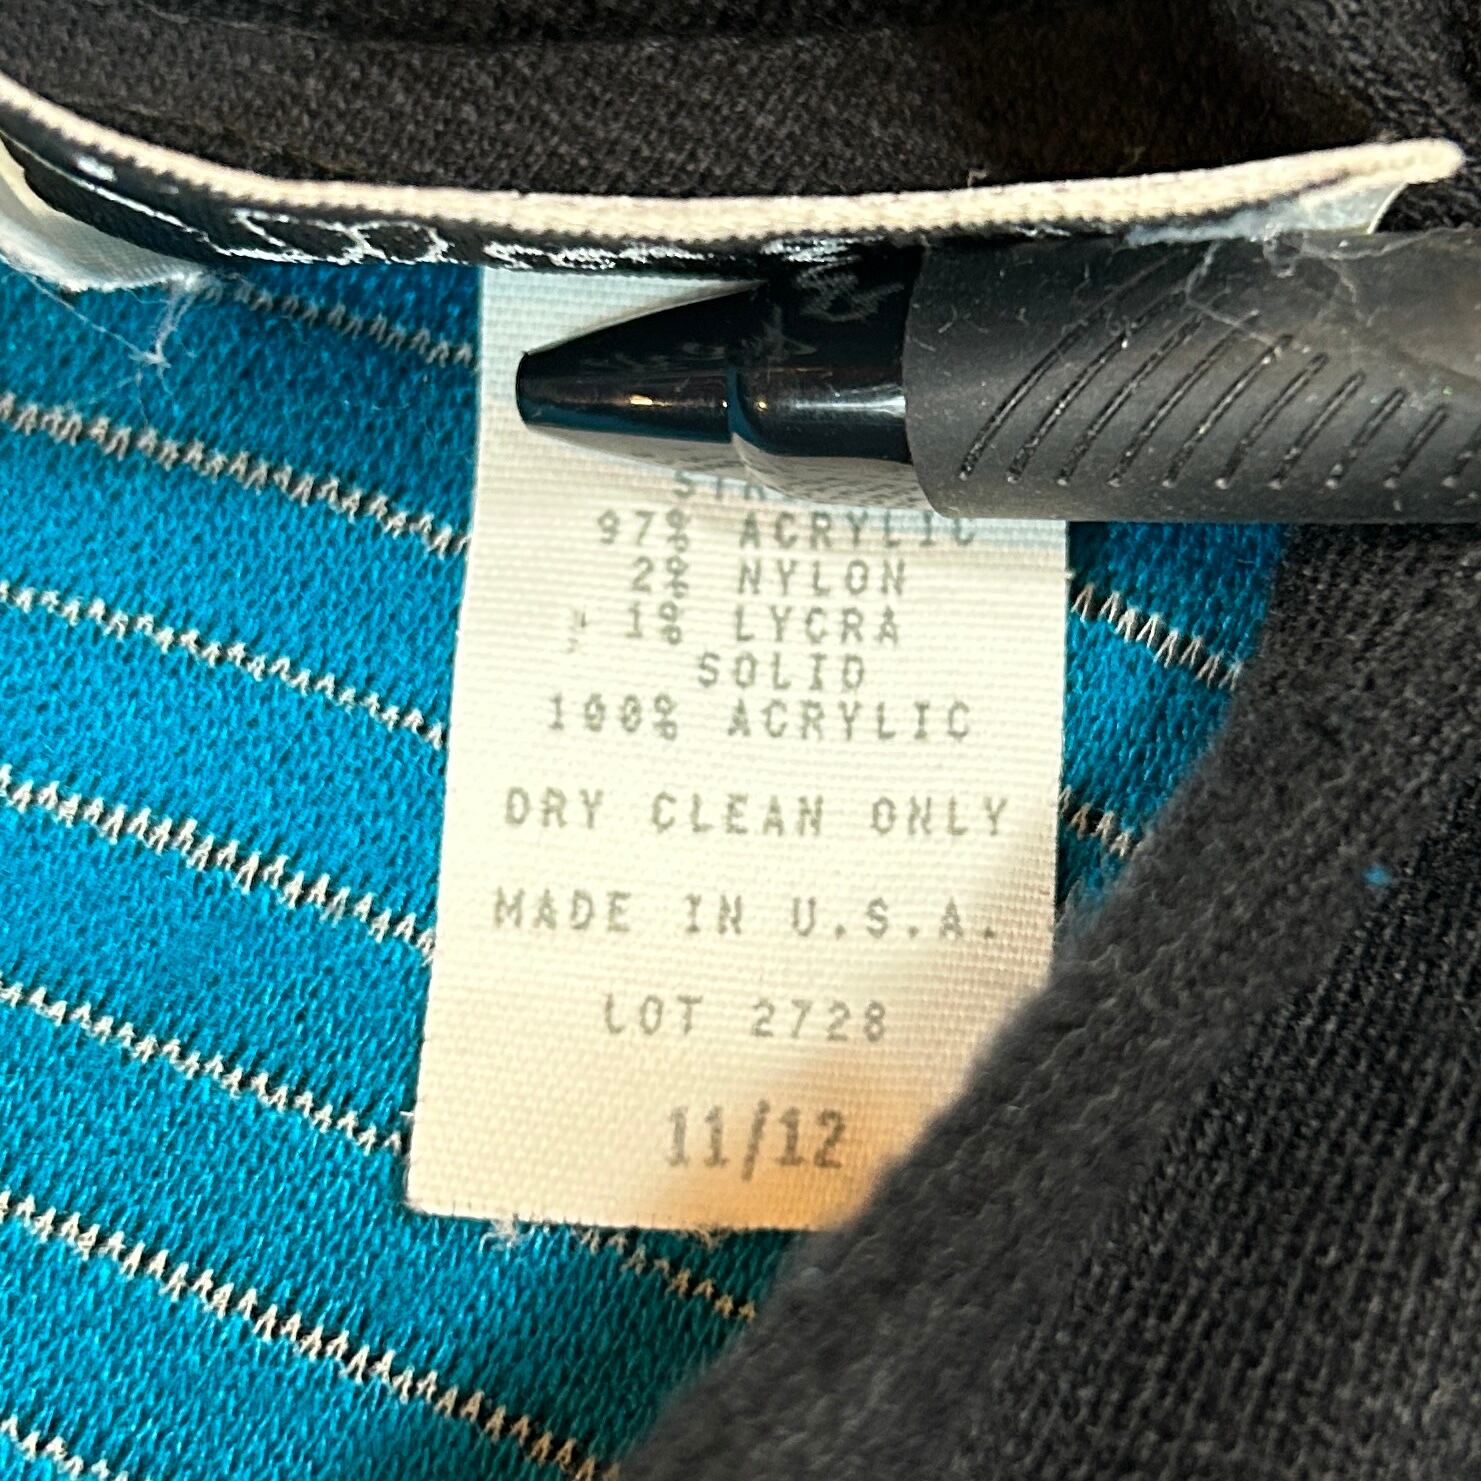 97% ACRYLIC
2% NYLON
1% LYCRA
SOLID
100% ACRYLIC
DRY CLEAN ONLY
MADE IN U.S.A.
LOT 2728
11/12